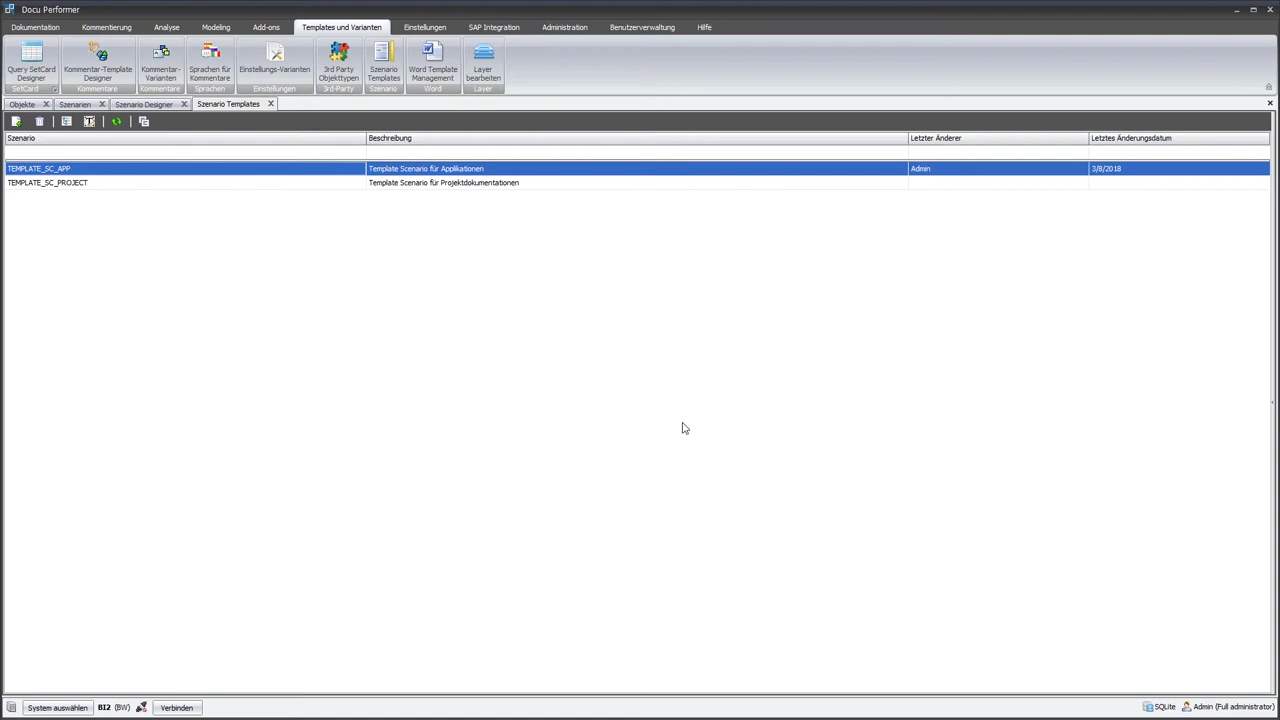 Docu Performer
Dokumentation Kommentierung Analyse Modeling Add-ons Templates und Varianten Einstellungen SAP Integration Administration Benutzerverwaltung Hilfe
Query SetCard Designer
SetCard
Kommentar-Template Designer
Kommentare
Kommentar-Varianten
Kommentare
Sprachen für Kommentare
Sprachen
Einstellungs-Varianten
Einstellungen
3rd Party Objekttypen
3rd-Party
Szenario Templates
Szenario
Word Template Management
Word
Layer bearbeiten
Layer
Objekte Szenarien Szenario Designer Szenario Templates
Szenario Beschreibung Letzter Änderer Letztes Änderungsdatum
TEMPLATE_SC_APP Template Scenario für Applikationen Admin 3/8/2018
TEMPLATE_SC_PROJECT Template Scenario für Projektdokumentationen
System auswählen BI2 (BW) Verbinden SQLite Admin (Full administrator)